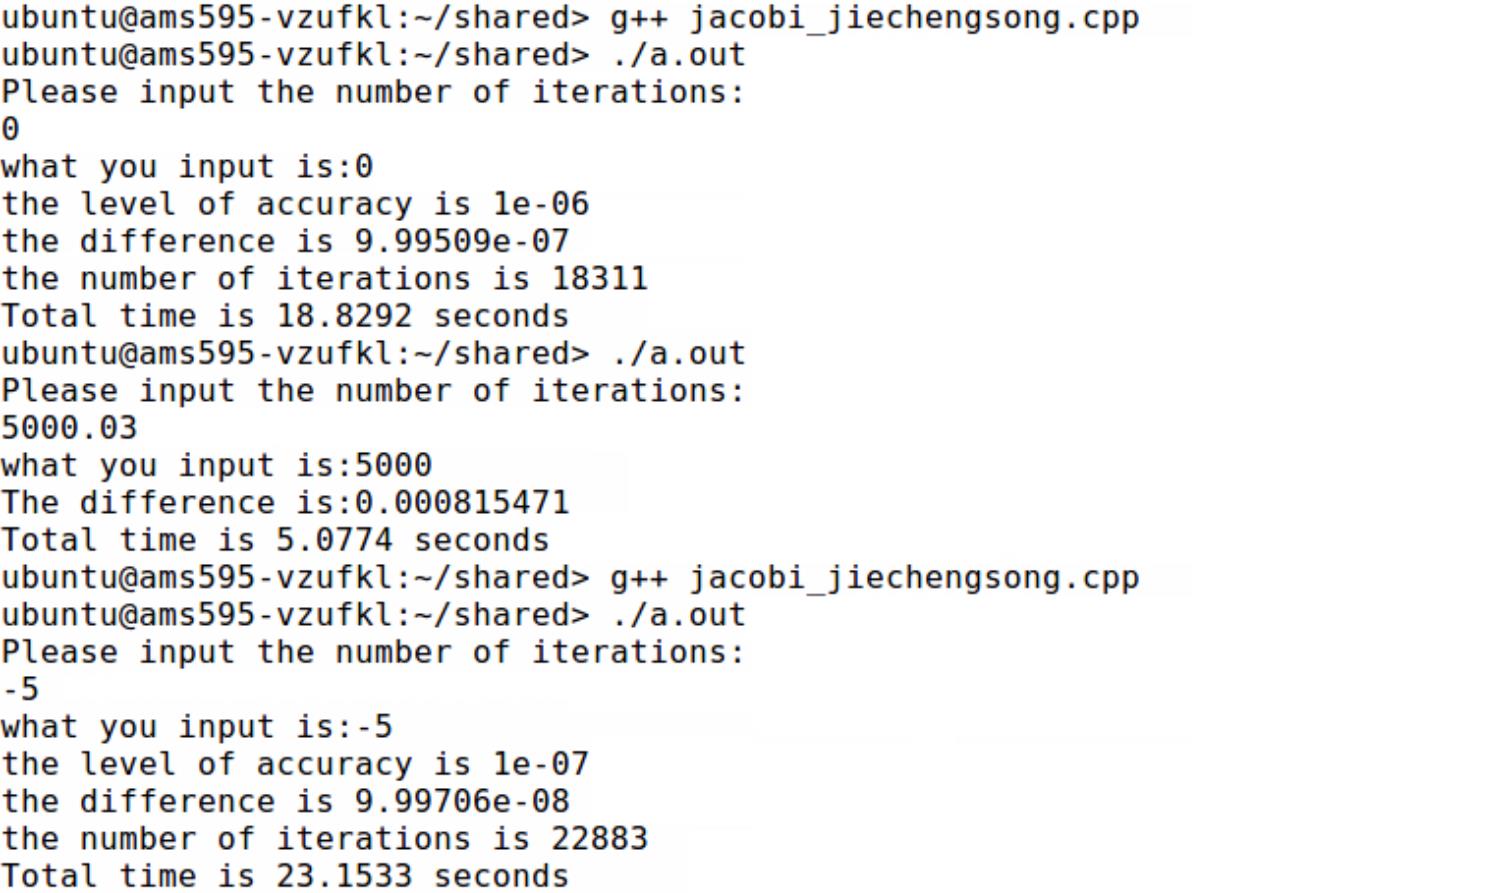 ubuntu@ams595-vzufkl:~/shared> g++ jacobi_jiechengsong.cpp
ubuntu@ams595-vzufkl:~/shared> ./a.out
Please input the number of iterations:
0
what you input is:0
the level of accuracy is 1e-06
the difference is 9.99509e-07
the number of iterations is 18311
Total time is 18.8292 seconds
ubuntu@ams595-vzufkl:~/shared> ./a.out
Please input the number of iterations:
5000.03
what you input is:5000
The difference is:0.000815471
Total time is 5.0774 seconds
ubuntu@ams595-vzufkl:~/shared> g++ jacobi_jiechengsong.cpp
ubuntu@ams595-vzufkl:~/shared> ./a.out
Please input the number of iterations:
-5
what you input is:-5
the level of accuracy is 1e-07
the difference is 9.99706e-08
the number of iterations is 22883
Total time is 23.1533 seconds